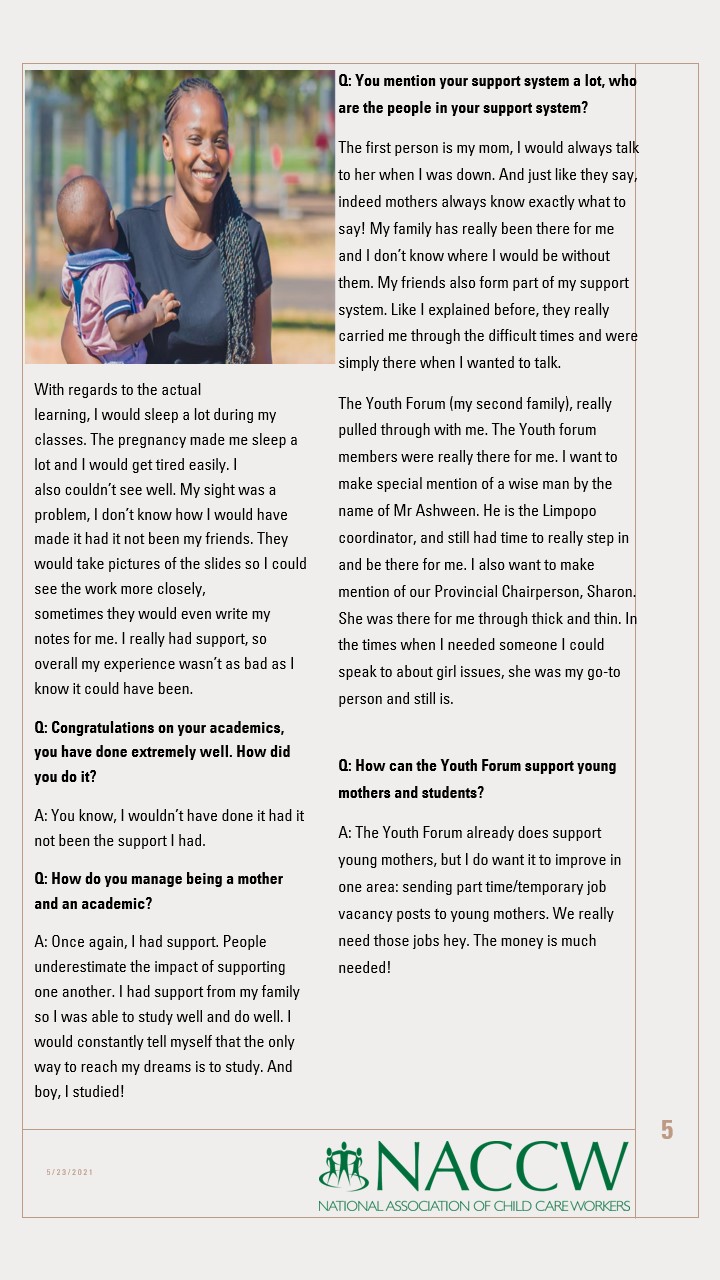 With regards to the actual
learning, I would sleep a lot during my
classes. The pregnancy made me sleep a
lot and I would get tired easily. I
also couldn’t see well. My sight was a
problem, I don’t know how I would have
made it had it not been my friends. They
would take pictures of the slides so I could
see the work more closely,
sometimes they would even write my
notes for me. I really had support, so
overall my experience wasn’t as bad as I
know it could have been.
Q: Congratulations on your academics,
you have done extremely well. How did
you do it?
A: You know, I wouldn’t have done it had it
not been the support I had.
Q: How do you manage being a mother
and an academic?
A: Once again, I had support. People
underestimate the impact of supporting
one another. I had support from my family
so I was able to study well and do well. I
would constantly tell myself that the only
way to reach my dreams is to study. And
boy, I studied!
Q: You mention your support system a lot, who
are the people in your support system?
The first person is my mom, I would always talk
to her when I was down. And just like they say,
indeed mothers always know exactly what to
say! My family has really been there for me
and I don’t know where I would be without
them. My friends also form part of my support
system. Like I explained before, they really
carried me through the difficult times and were
simply there when I wanted to talk.
The Youth Forum (my second family), really
pulled through with me. The Youth forum
members were really there for me. I want to
make special mention of a wise man by the
name of Mr Ashween. He is the Limpopo
coordinator, and still had time to really step in
and be there for me. I also want to make
mention of our Provincial Chairperson, Sharon.
She was there for me through thick and thin. In
the times when I needed someone I could
speak to about girl issues, she was my go-to
person and still is.
Q: How can the Youth Forum support young
mothers and students?
A: The Youth Forum already does support
young mothers, but I do want it to improve in
one area: sending part time/temporary job
vacancy posts to young mothers. We really
need those jobs hey. The money is much
needed!
5
5/23/2021
NACCW
NATIONAL ASSOCIATION OF CHILD CARE WORKERS